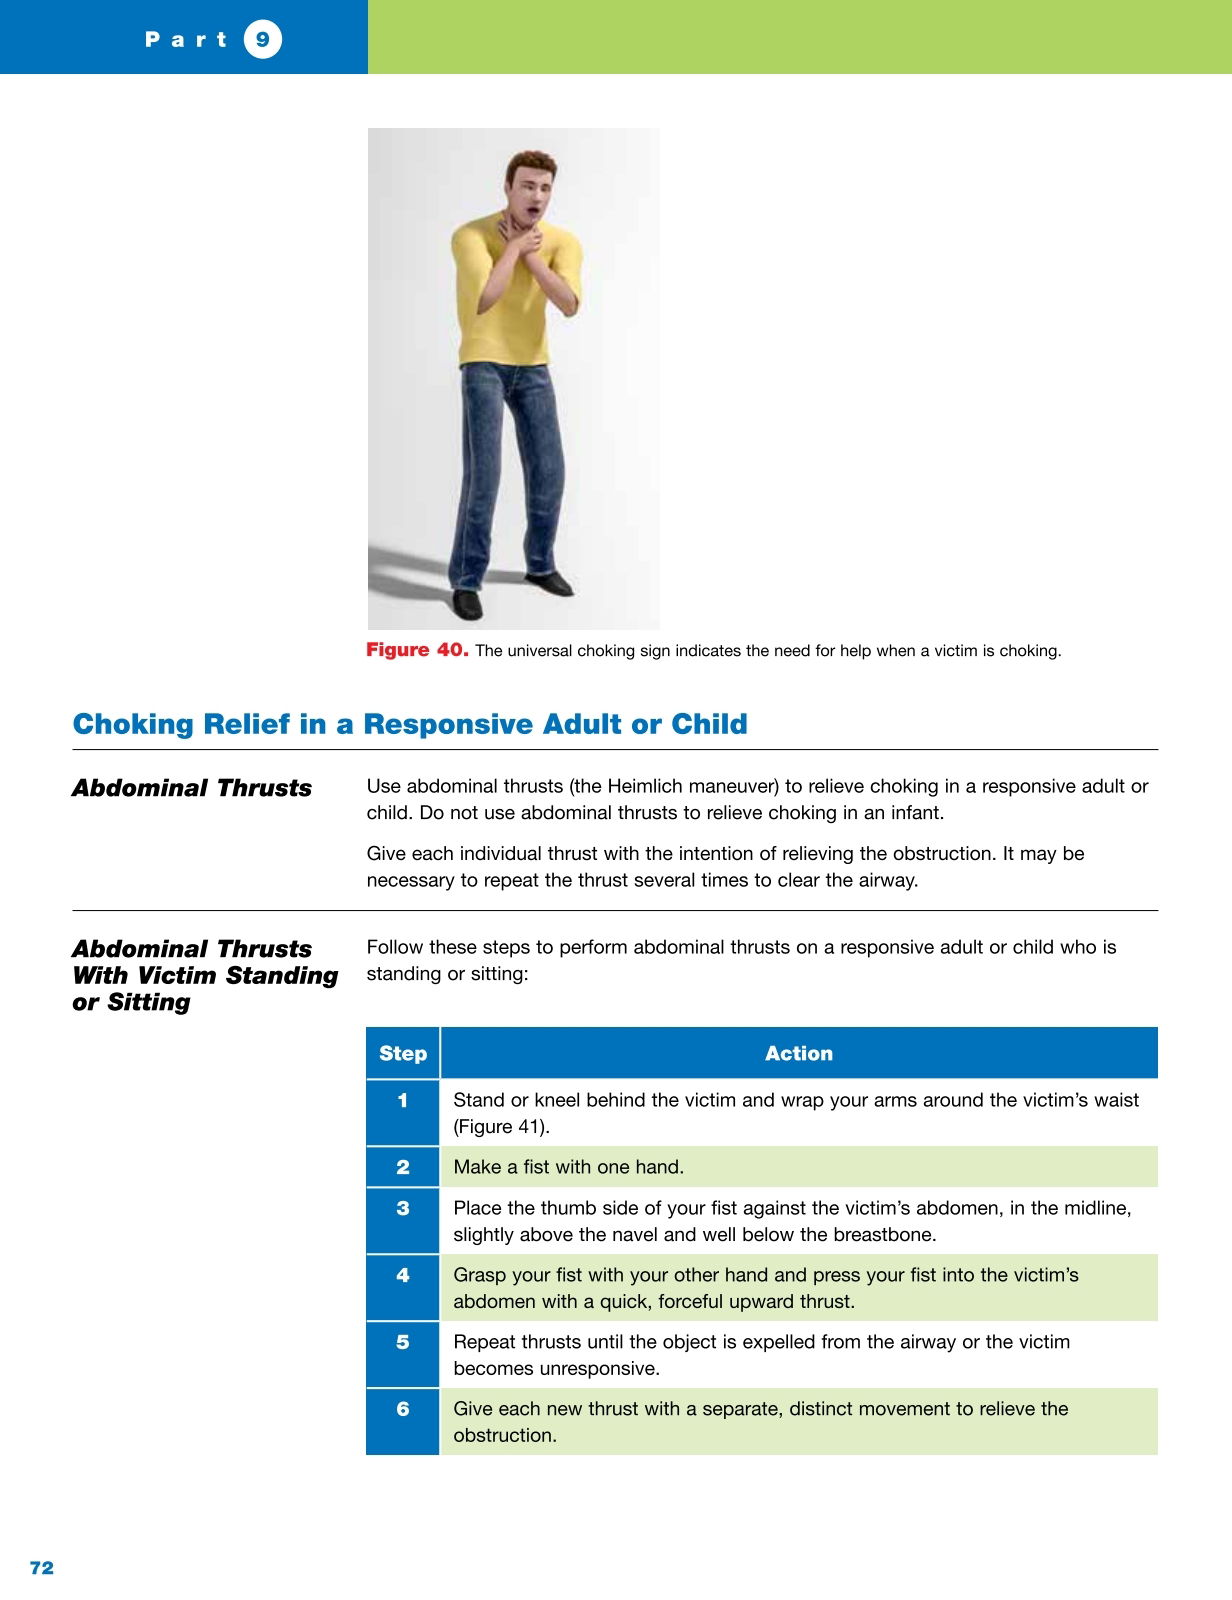 Part 9
Figure 40. The universal choking sign indicates the need for help when a victim is choking.
Choking Relief in a Responsive Adult or Child
Abdominal Thrusts
Use abdominal thrusts (the Heimlich maneuver) to relieve choking in a responsive adult or
child. Do not use abdominal thrusts to relieve choking in an infant.
Give each individual thrust with the intention of relieving the obstruction. It may be
necessary to repeat the thrust several times to clear the airway.
Abdominal Thrusts
With Victim Standing
or Sitting
Follow these steps to perform abdominal thrusts on a responsive adult or child who is
standing or sitting:
Step Action
1 Stand or kneel behind the victim and wrap your arms around the victim’s waist
(Figure 41).
2 Make a fist with one hand.
3 Place the thumb side of your fist against the victim’s abdomen, in the midline,
slightly above the navel and well below the breastbone.
4 Grasp your fist with your other hand and press your fist into the victim’s
abdomen with a quick, forceful upward thrust.
5 Repeat thrusts until the object is expelled from the airway or the victim
becomes unresponsive.
6 Give each new thrust with a separate, distinct movement to relieve the
obstruction.
72